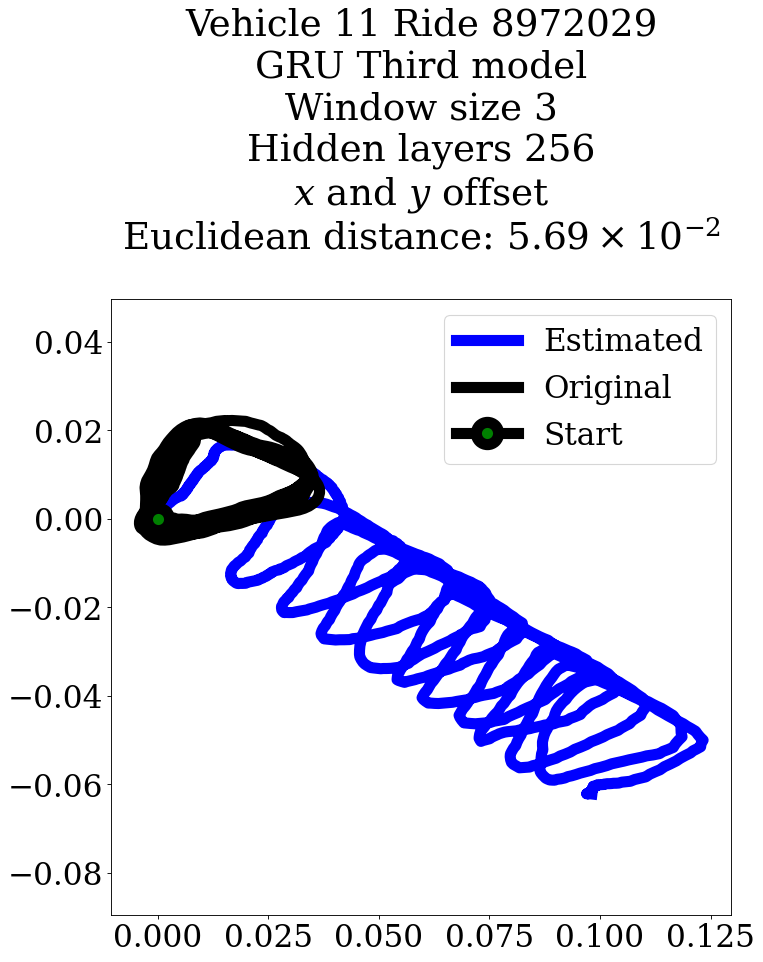 Vehicle 11 Ride 8972029
GRU Third model
Window size 3
Hidden layers 256
x and y offset
Euclidean distance: 5.69 × 10⁻²
Estimated
Original
Start
0.04
0.02
0.00
−0.02
−0.04
−0.06
−0.08
0.000 0.025 0.050 0.075 0.100 0.125